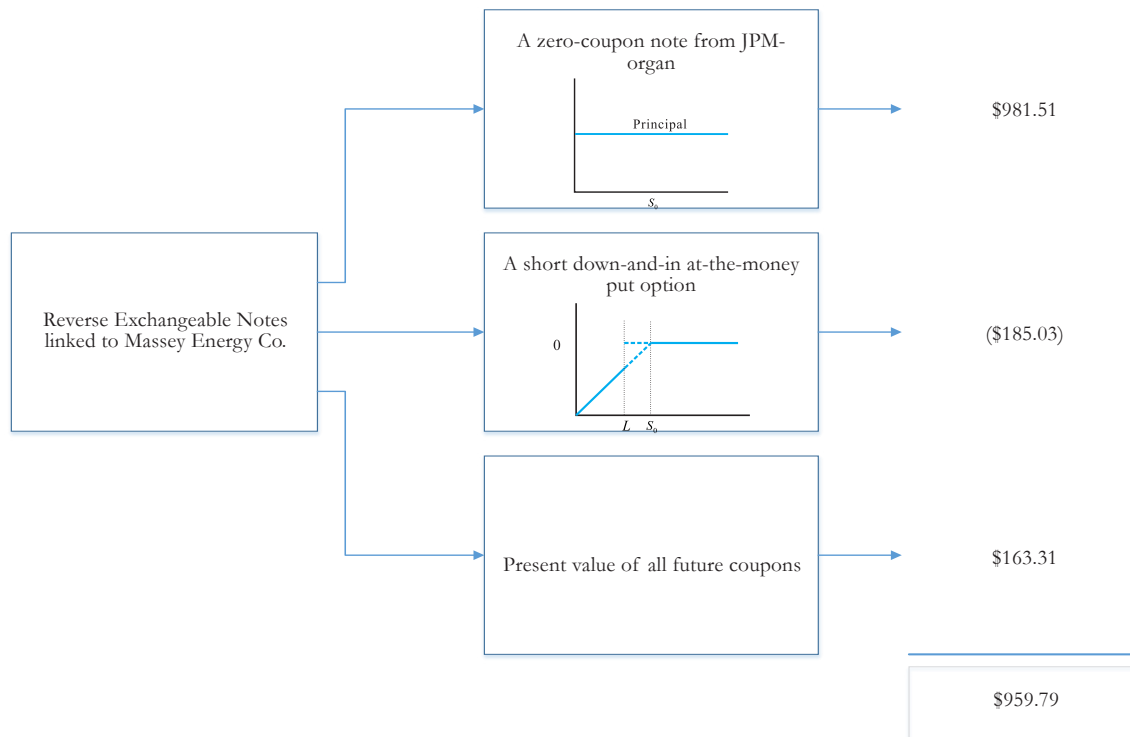 A zero-coupon note from JPM-
organ
Principal
S₀
$981.51
Reverse Exchangeable Notes
linked to Massey Energy Co.
A short down-and-in at-the-money
put option
0
L S₀
($185.03)
Present value of all future coupons
$163.31
$959.79